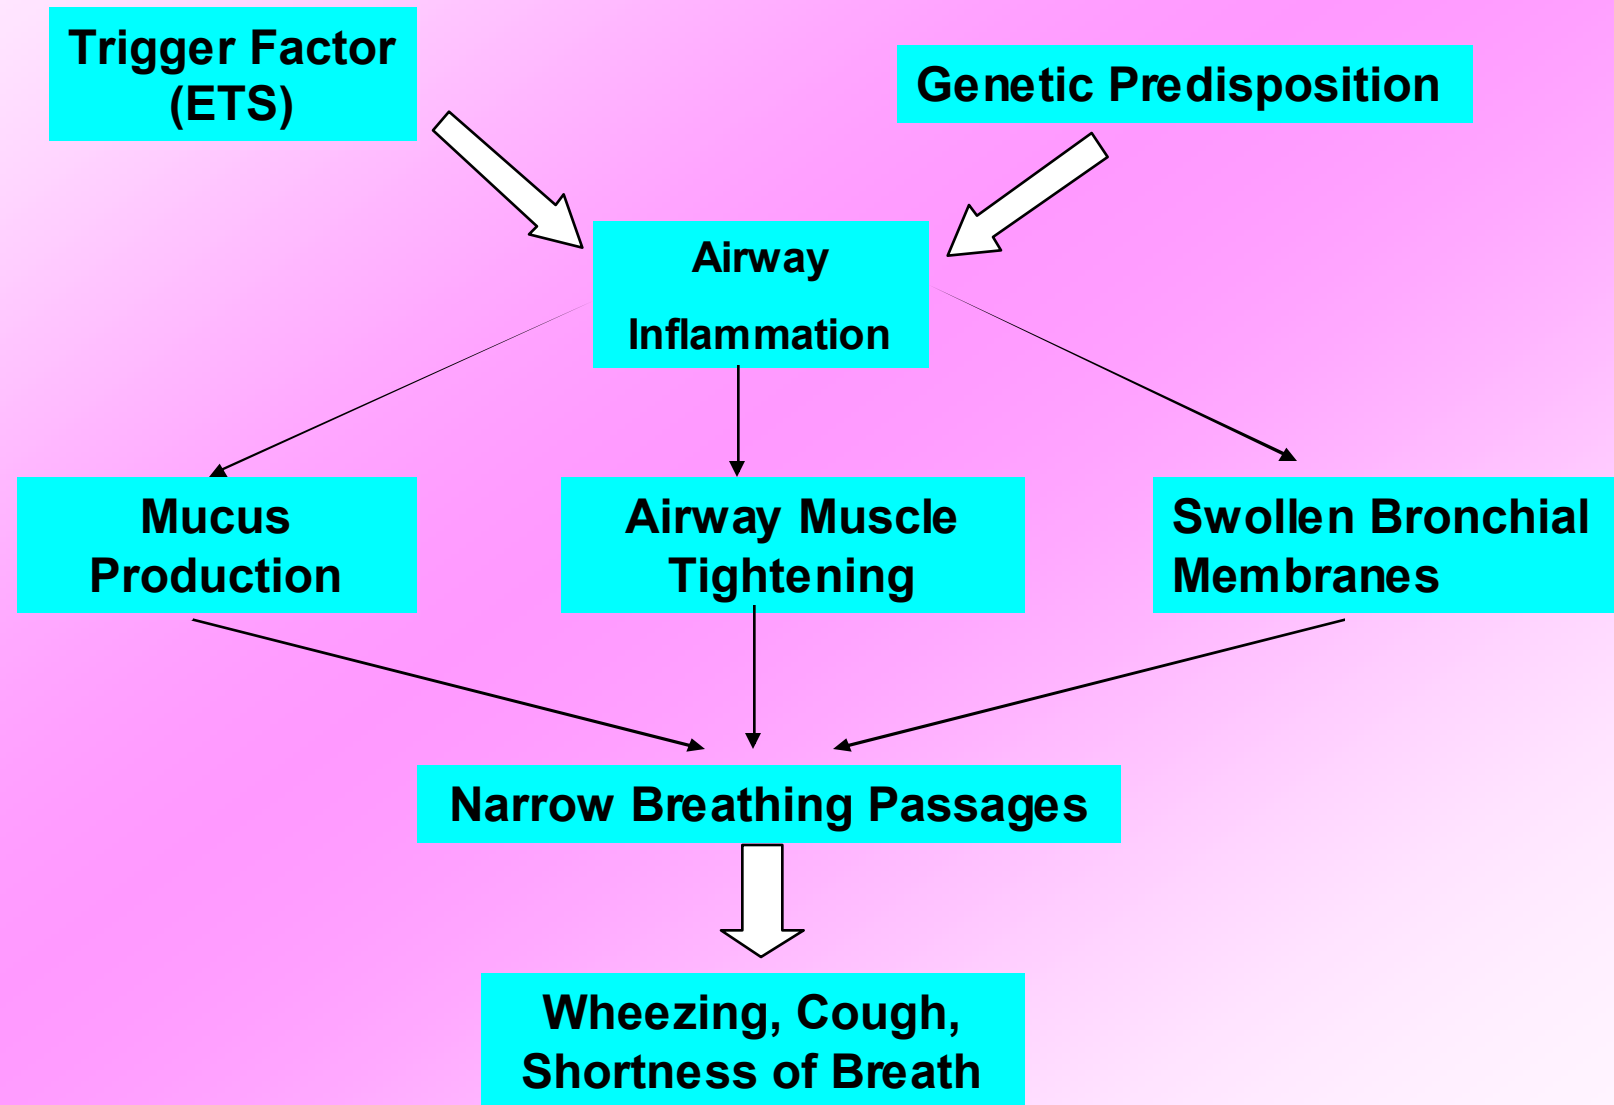 Trigger Factor
(ETS)
Genetic Predisposition
Airway
Inflammation
Mucus
Production
Airway Muscle
Tightening
Swollen Bronchial
Membranes
Narrow Breathing Passages
Wheezing, Cough,
Shortness of Breath